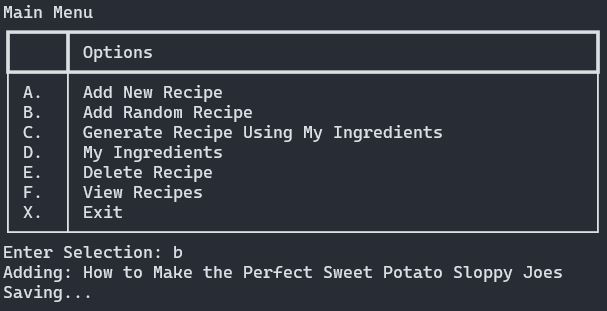 Main Menu
Options
A. Add New Recipe
B. Add Random Recipe
C. Generate Recipe Using My Ingredients
D. My Ingredients
E. Delete Recipe
F. View Recipes
X. Exit
Enter Selection: b
Adding: How to Make the Perfect Sweet Potato Sloppy Joes
Saving...